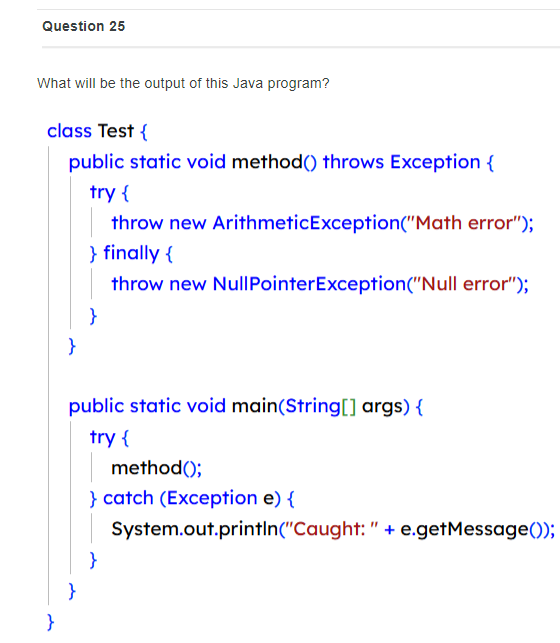 Question 25
What will be the output of this Java program?
class Test {
public static void method() throws Exception {
try {
throw new ArithmeticException("Math error");
} finally {
throw new NullPointerException("Null error");
}
}
public static void main(String[] args) {
try {
method();
} catch (Exception e) {
System.out.println("Caught: " + e.getMessage());
}
}
}